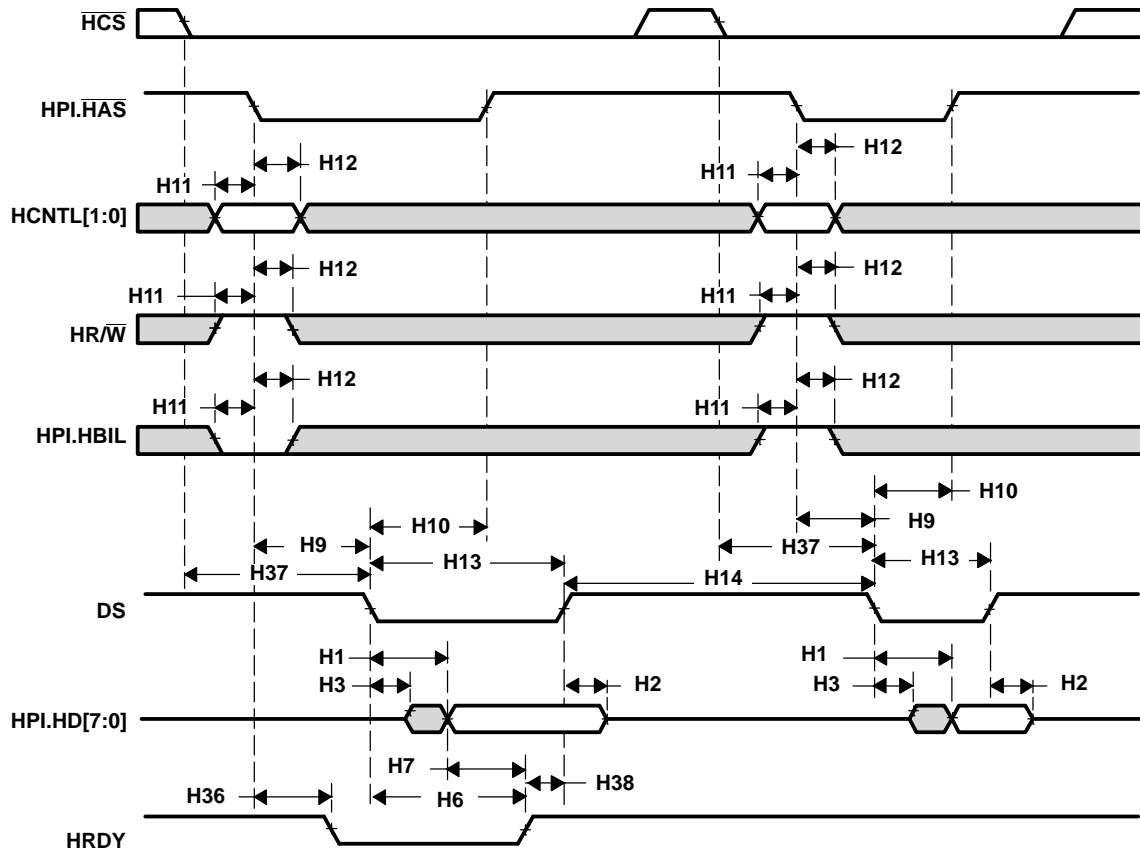 HCS
HPI.HAS
H12 H12
H11 H11
HCNTL[1:0]
H12 H12
H11 H11
HR/W
H12 H12
H11 H11
HPI.HBIL
H10
H10
H9
H9
H37
H13 H13
H37
H14
DS
H1 H1
H3 H2 H3 H2
HPI.HD[7:0]
H7
H38
H36 H6
HRDY